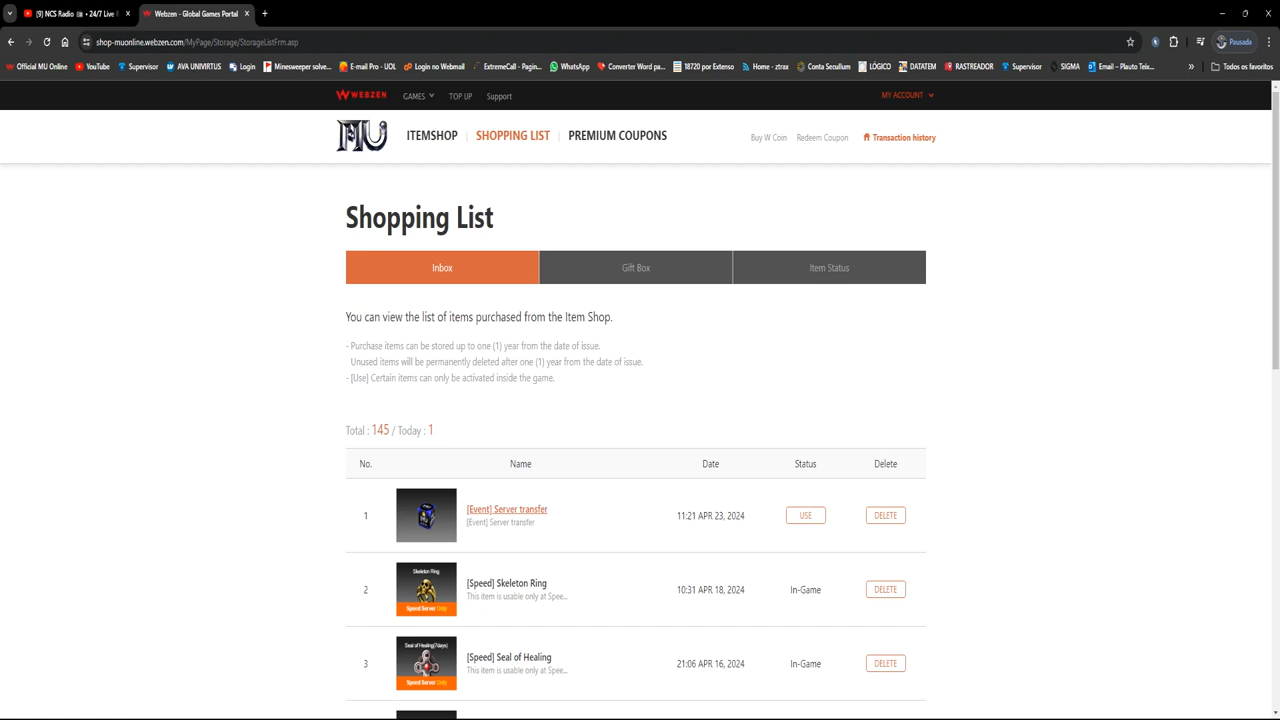 [9] NCS Radio
• 24/7 Live
Webzen - Global Games Portal
shop-muonline.webzen.com/MyPage/Storage/StorageListFrm.asp
Pausada
Official MU Online
YouTube
Supervisor
AVA UNIVIRTUS
Login
Minesweeper solve...
E-mail Pro - UOL
Login no Webmail
ExtremeCall - Pagin...
WhatsApp
Converter Word pa...
18720 por Extenso
Home
Conta Simulium
DATATEM
RASTREADOR
Supervisor
SIGMA
Todos os favoritos
WEBZEN
GAMES
TOP UP
Support
MY ACCOUNT
MU
ITEMSHOP
SHOPPING LIST
PREMIUM COUPONS
Buy W Coin
Redeem Coupon
Transaction history
Shopping List
Inbox
Gift Box
Item Status
You can view the list of items purchased from the Item Shop.
- Purchase items can be stored up to one (1) year from the date of issue.
Unused items will be permanently deleted after one (1) year from the date of issue.
- [Use] Certain items can only be activated inside the game.
Total : 145 / Today : 1
No. Name Date Status Delete
1 [Event] Server transfer 11:21 APR 23, 2024 USE DELETE
[Event] Server transfer
Skeleton Ring
2 [Speed] Skeleton Ring 10:31 APR 18, 2024 In-Game DELETE
This item is usable only at Spee...
Speed Server Only
Seal of Healing(7days)
3 [Speed] Seal of Healing 21:06 APR 16, 2024 In-Game DELETE
This item is usable only at Spee...
Speed Server Only